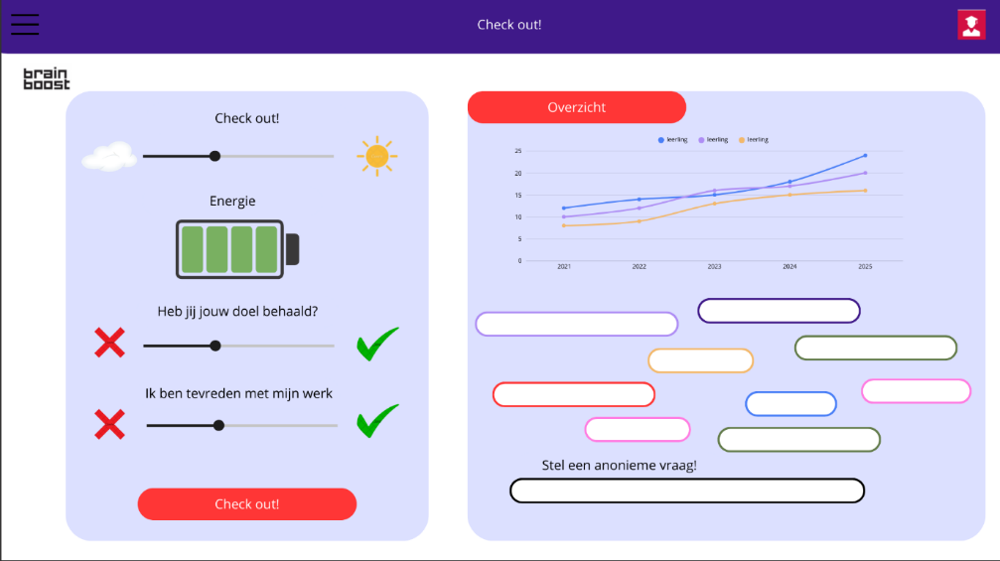 Check out!
brain
boost
Check out!
Energie
Heb jij jouw doel behaald?
Ik ben tevreden met mijn werk
Check out!
Overzicht
leerling leerling leerling
25
20
15
10
5
0
2021 2022 2023 2024 2025
Stel een anonieme vraag!